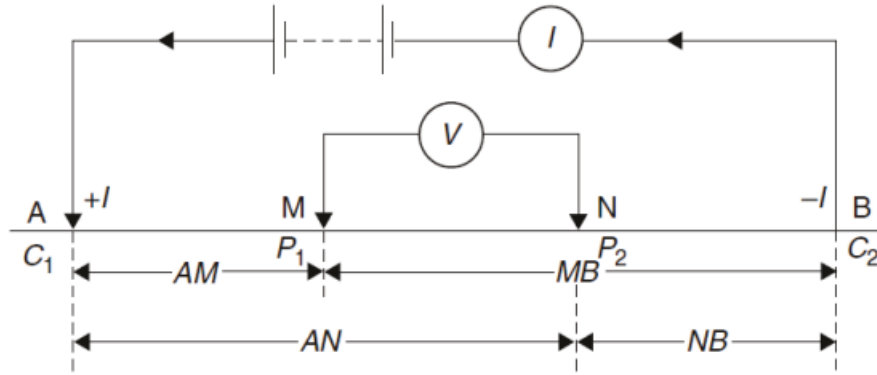 I
V
A +I M N –I B
C1 P1 P2 C2
AM MB
AN NB